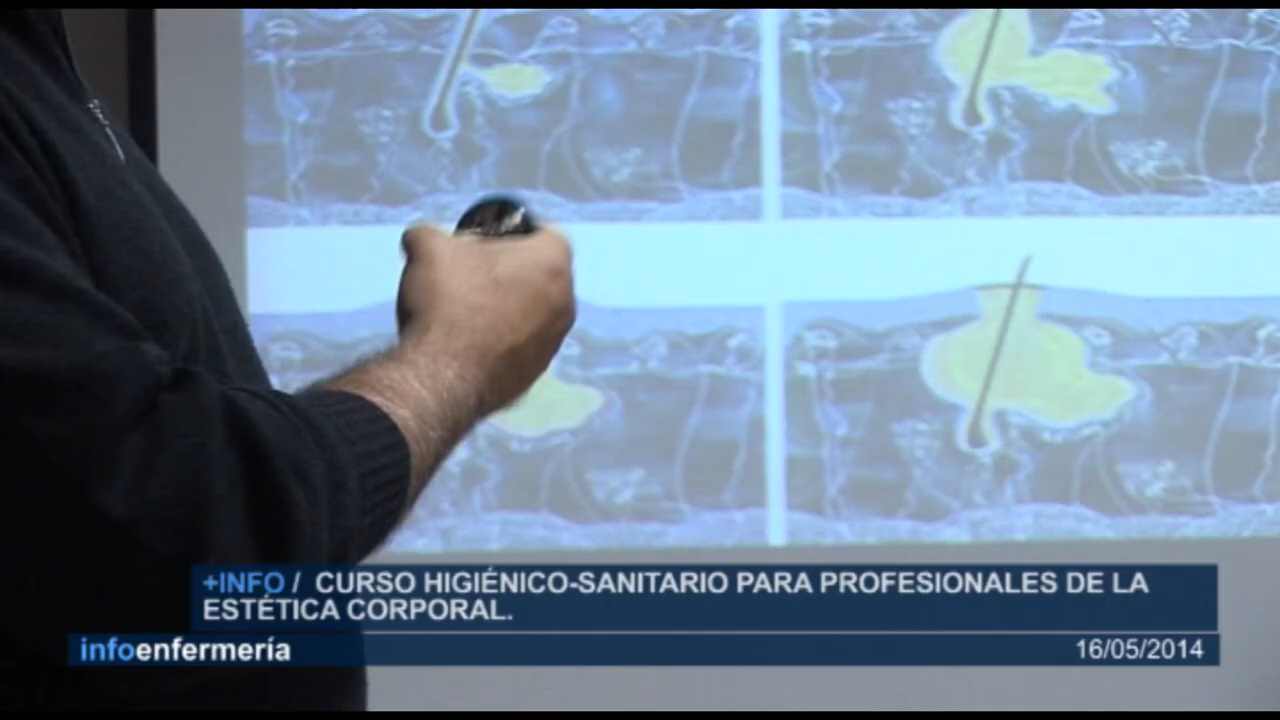 +INFO / CURSO HIGIÉNICO-SANITARIO PARA PROFESIONALES DE LA
ESTÉTICA CORPORAL.
infoenfermería
16/05/2014